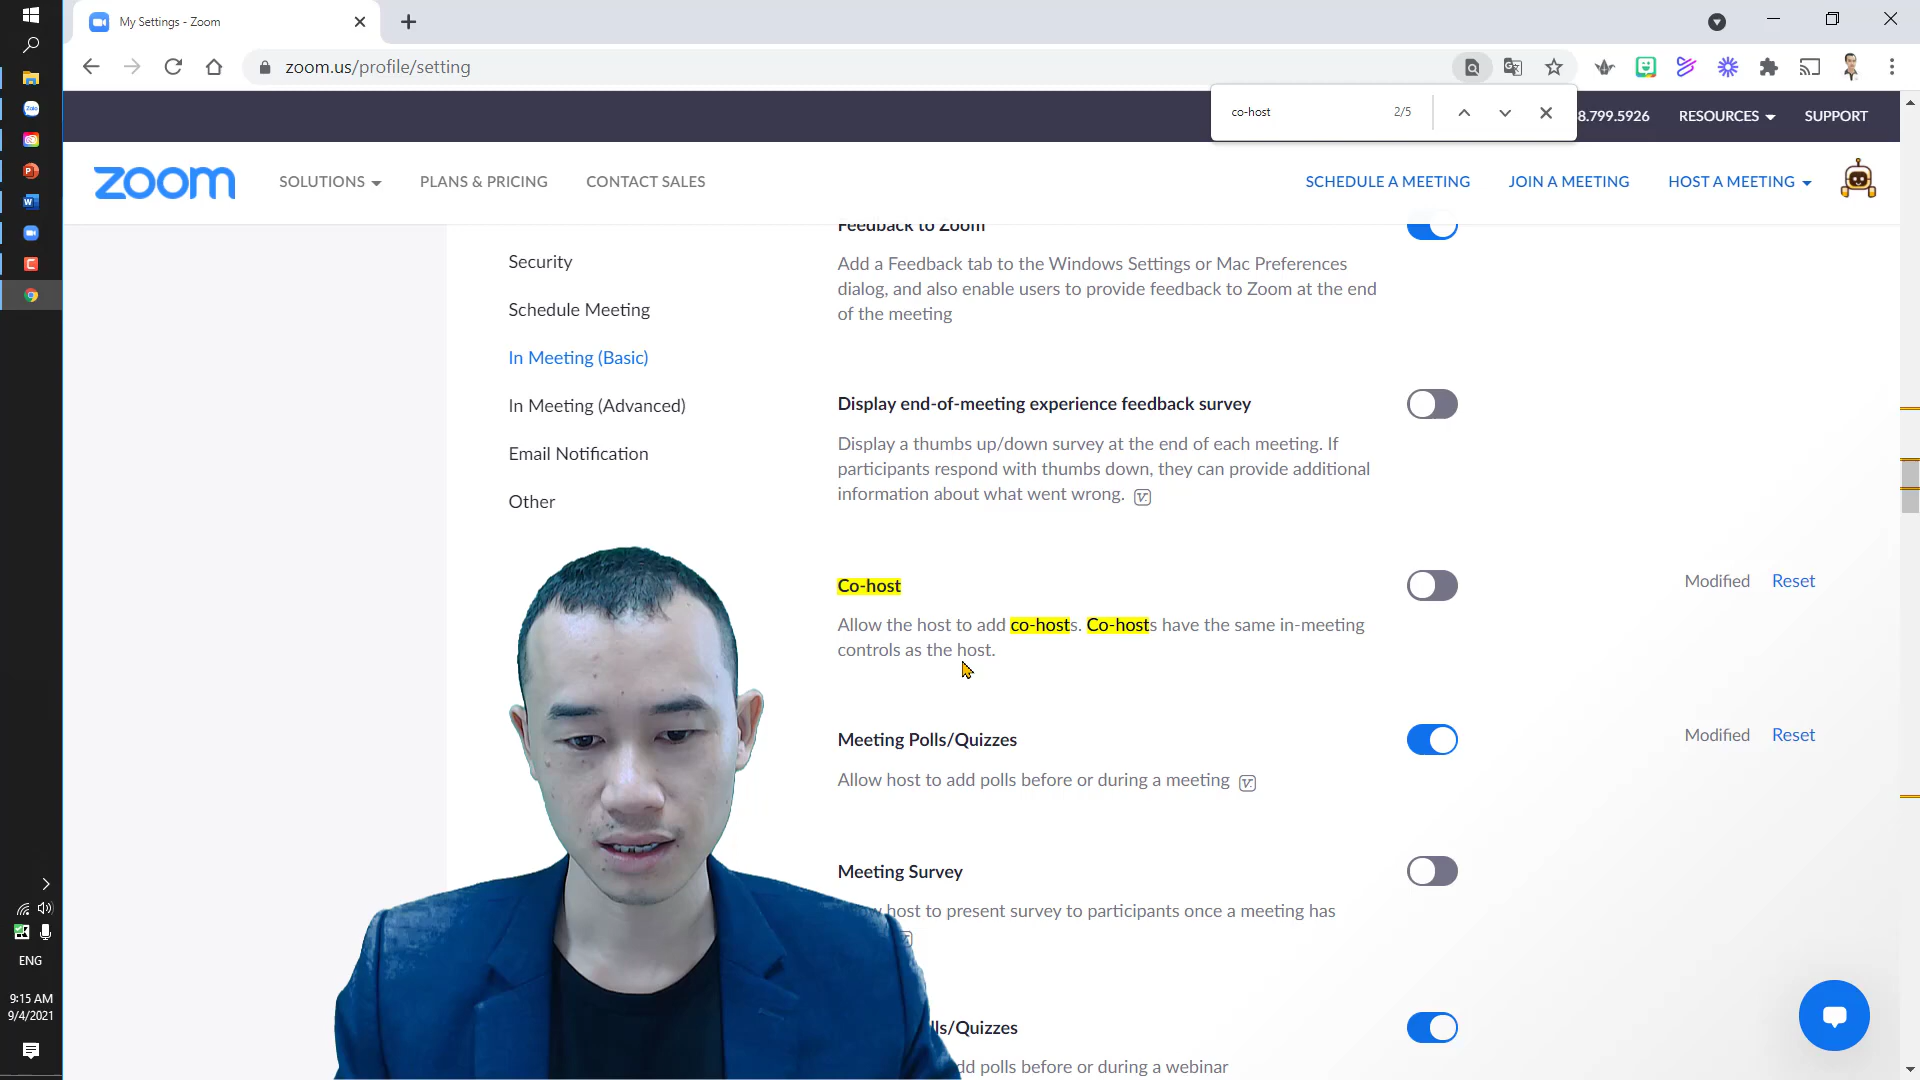 My Settings - Zoom
zoom.us/profile/setting
co-host 2/5
8.799.5926 RESOURCES SUPPORT
zoom SOLUTIONS PLANS & PRICING CONTACT SALES SCHEDULE A MEETING JOIN A MEETING HOST A MEETING
Security
Schedule Meeting
In Meeting (Basic)
In Meeting (Advanced)
Email Notification
Other
Feedback to Zoom
Add a Feedback tab to the Windows Settings or Mac Preferences
dialog, and also enable users to provide feedback to Zoom at the end
of the meeting
Display end-of-meeting experience feedback survey
Display a thumbs up/down survey at the end of each meeting. If
participants respond with thumbs down, they can provide additional
information about what went wrong.
Co-host
Modified Reset
Allow the host to add co-hosts. Co-hosts have the same in-meeting
controls as the host.
Meeting Polls/Quizzes
Modified Reset
Allow host to add polls before or during a meeting
Meeting Survey
host to present survey to participants once a meeting has
lls/Quizzes
dd polls before or during a webinar
ENG
9:15 AM
9/4/2021